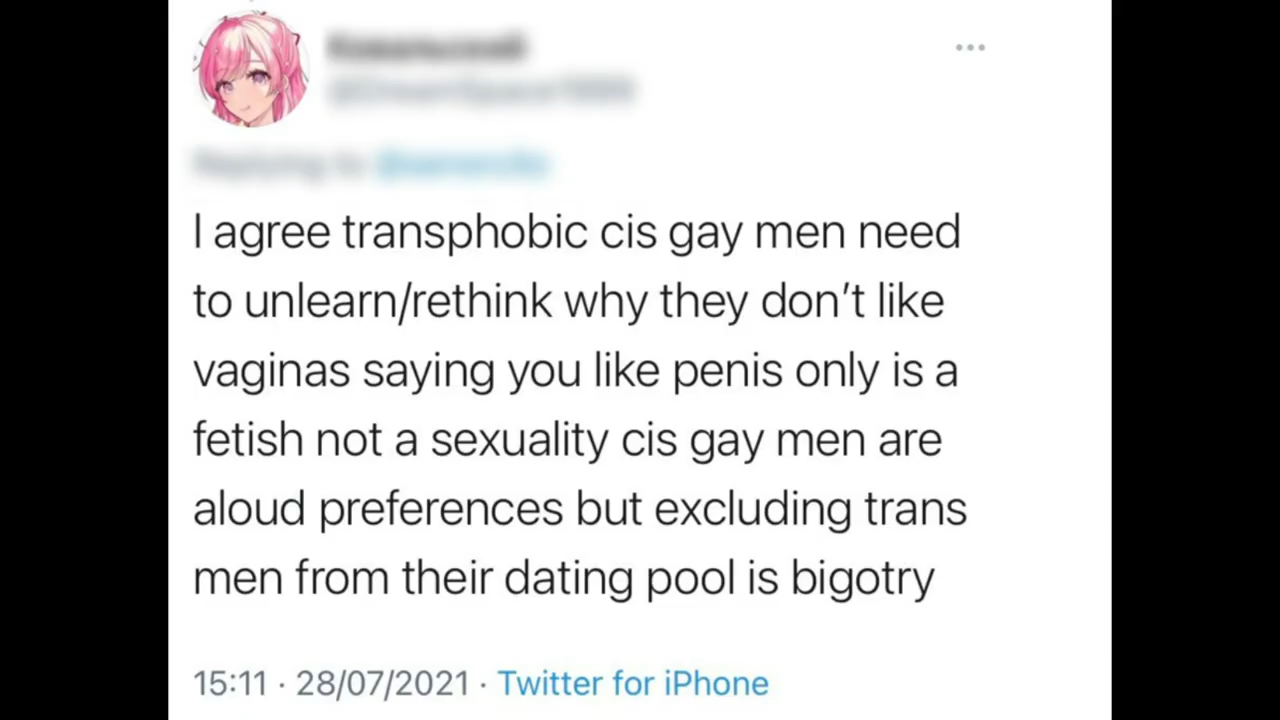 I agree transphobic cis gay men need
to unlearn/rethink why they don’t like
vaginas saying you like penis only is a
fetish not a sexuality cis gay men are
aloud preferences but excluding trans
men from their dating pool is bigotry
15:11 · 28/07/2021 · Twitter for iPhone